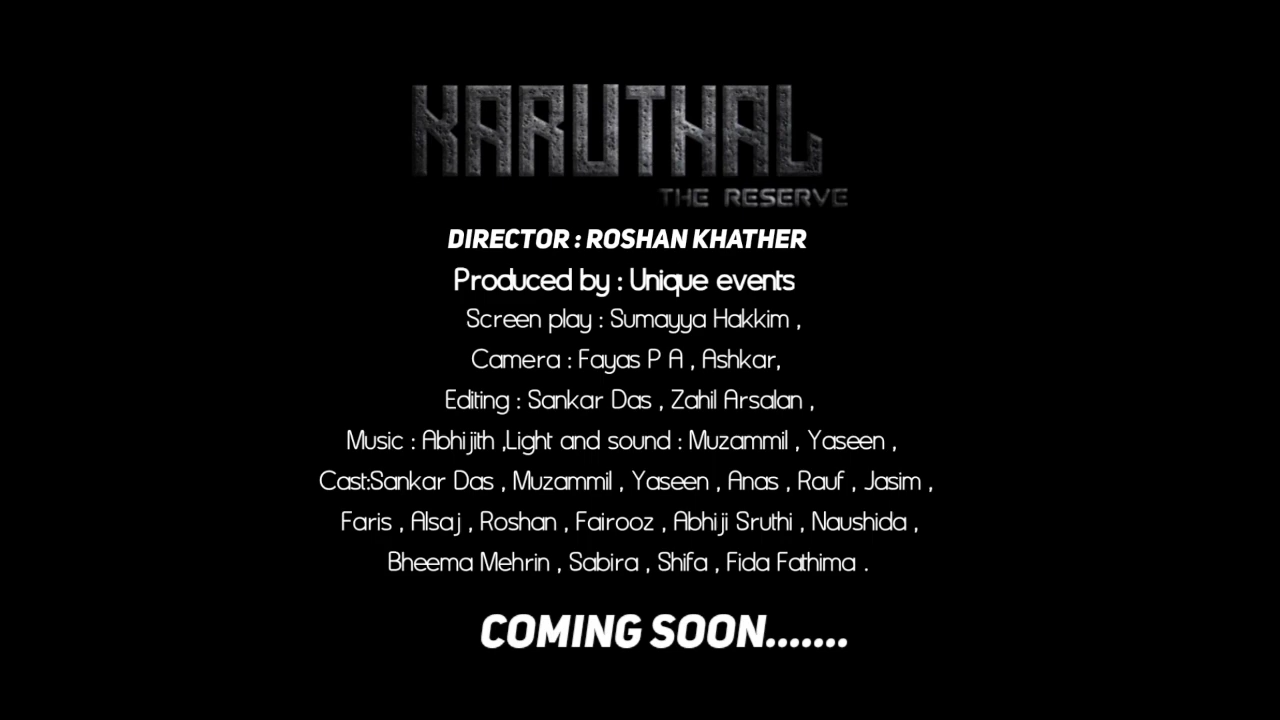 KARUTHAL
THE RESERVE
DIRECTOR : ROSHAN KHATHER
Produced by : Unique events
Screen play : Sumayya Hakkim ,
Camera : Fayas P A , Ashkar,
Editing : Sankar Das , Zahil Arsalan ,
Music : Abhijith ,Light and sound : Muzammil , Yaseen ,
Cast:Sankar Das , Muzammil , Yaseen , Anas , Rauf , Jasim ,
Faris , Alsaj , Roshan , Fairooz , Abhiji Sruthi , Naushida ,
Bheema Mehrin , Sabira , Shifa , Fida Fathima .
COMING SOON.......